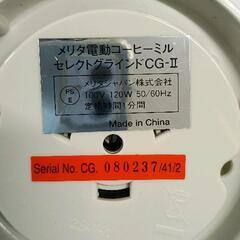 メリタ電動コーヒーミル
セレクトグラインドCG-II
PS
E
メリタジャパン株式会社
100V 120W 50/60Hz
定格時間1分間
Made in China
Serial No. CG. 080237/41/2